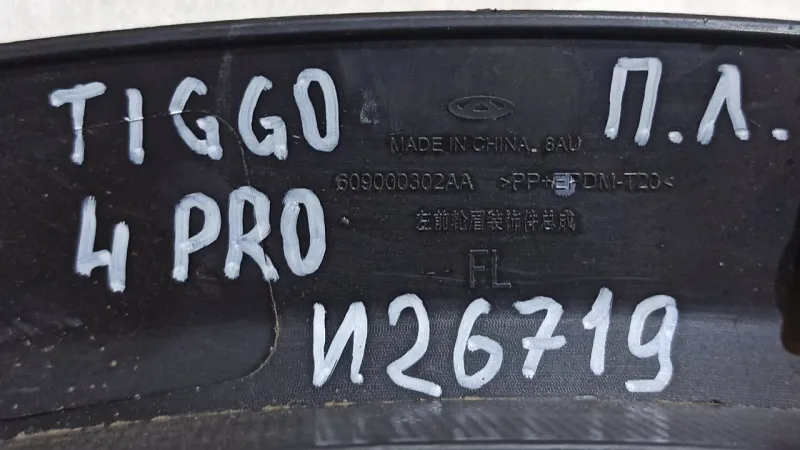 TIGGO
4 PRO
П.Л.
MADE IN CHINA. 8AU
609000302AA >PP+EPDM-T20<
左前轮眉装饰件总成
FL
И26719